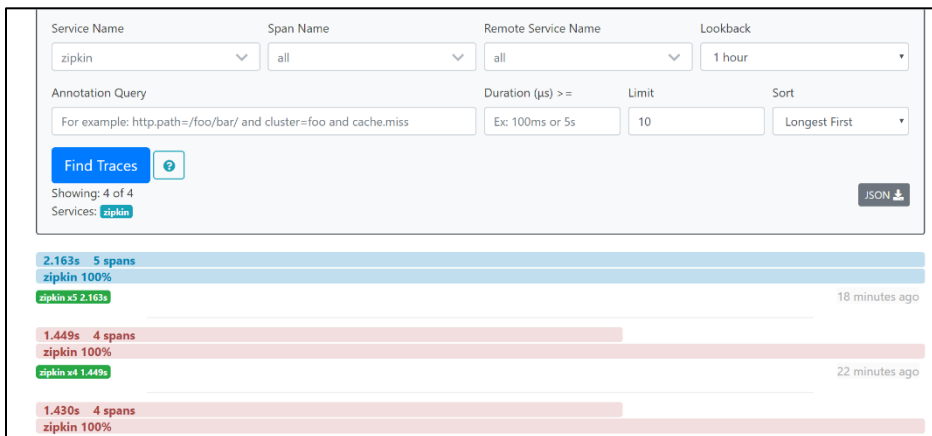 Service Name Span Name Remote Service Name Lookback
zipkin all all 1 hour
Annotation Query Duration (μs) >= Limit Sort
For example: http.path=/foo/bar/ and cluster=foo and cache.miss Ex: 100ms or 5s 10 Longest First
Find Traces ?
Showing: 4 of 4 JSON
Services: zipkin
2.163s 5 spans
zipkin 100%
zipkin x5 2.163s 18 minutes ago
1.449s 4 spans
zipkin 100%
zipkin x4 1.449s 22 minutes ago
1.430s 4 spans
zipkin 100%